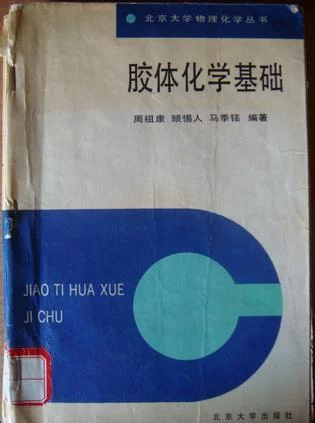 北京大学物理化学丛书
胶体化学基础
周祖康 顾惕人 马季铭 编著
JIAO TI HUA XUE
JI CHU
北京大学出版社